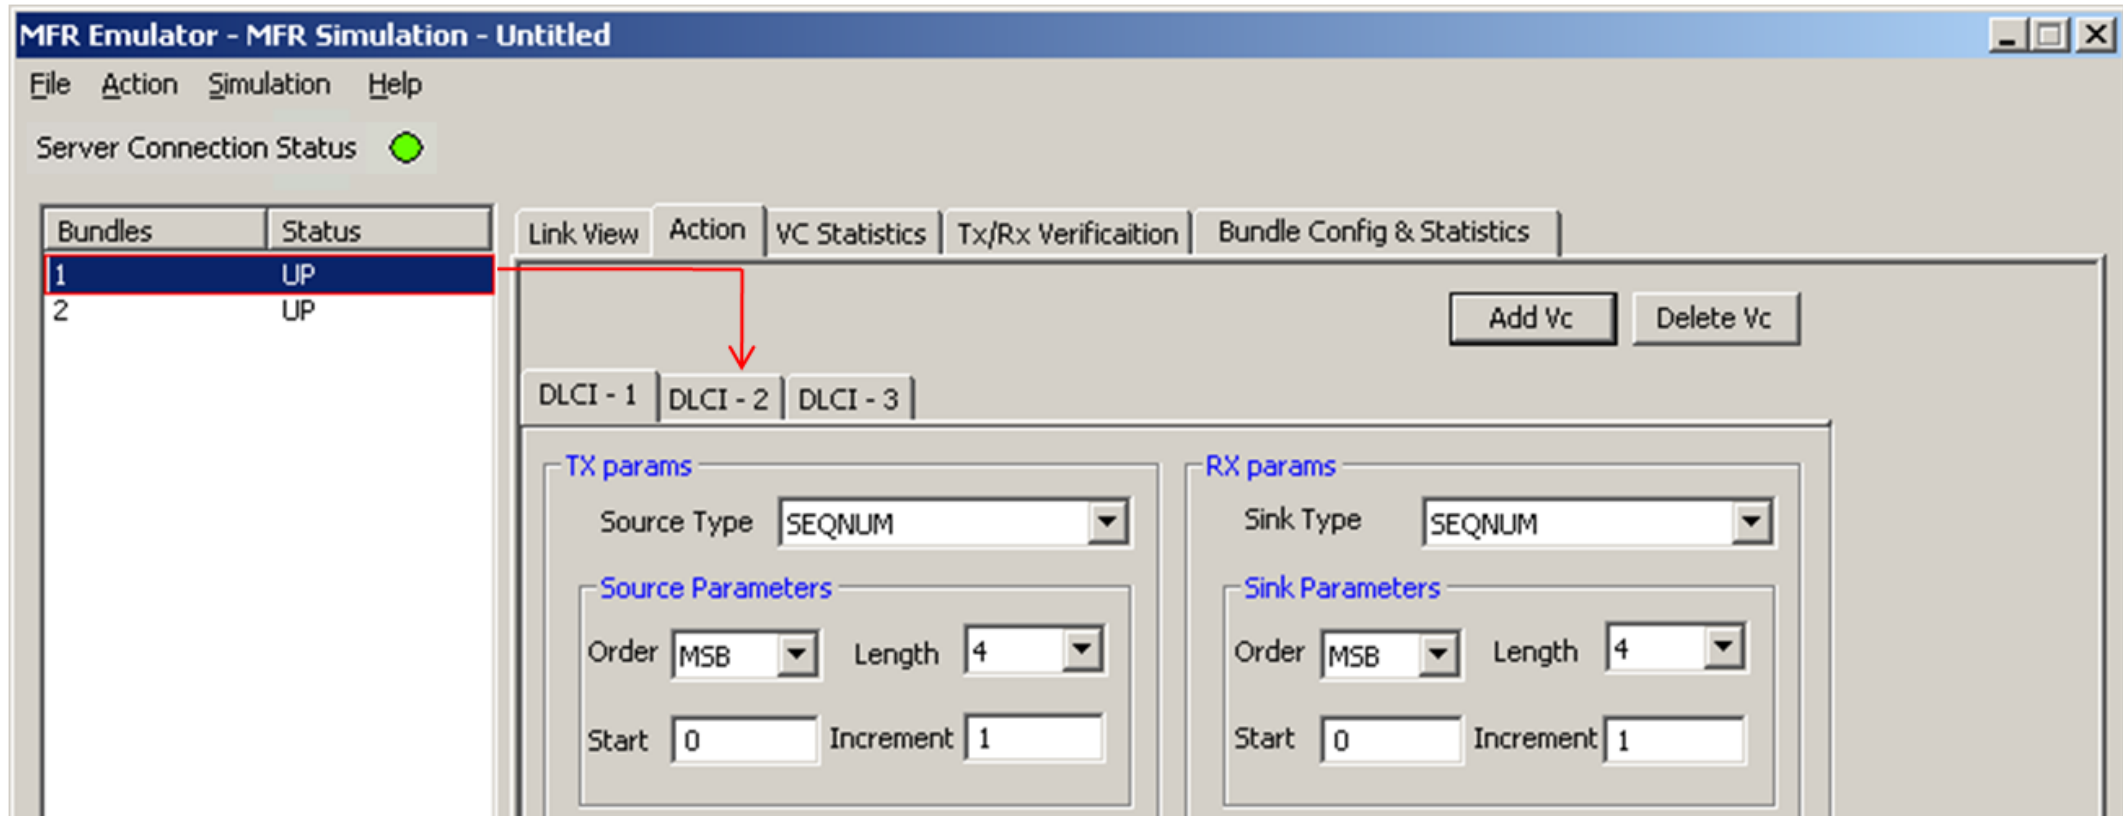 MFR Emulator - MFR Simulation - Untitled
File Action Simulation Help
Server Connection Status
Bundles Status
1 UP
2 UP
Link View Action VC Statistics Tx/Rx Verificaition Bundle Config & Statistics
Add Vc Delete Vc
DLCI - 1 DLCI - 2 DLCI - 3
TX params
Source Type SEQNUM
Source Parameters
Order MSB Length 4
Start 0 Increment 1
RX params
Sink Type SEQNUM
Sink Parameters
Order MSB Length 4
Start 0 Increment 1